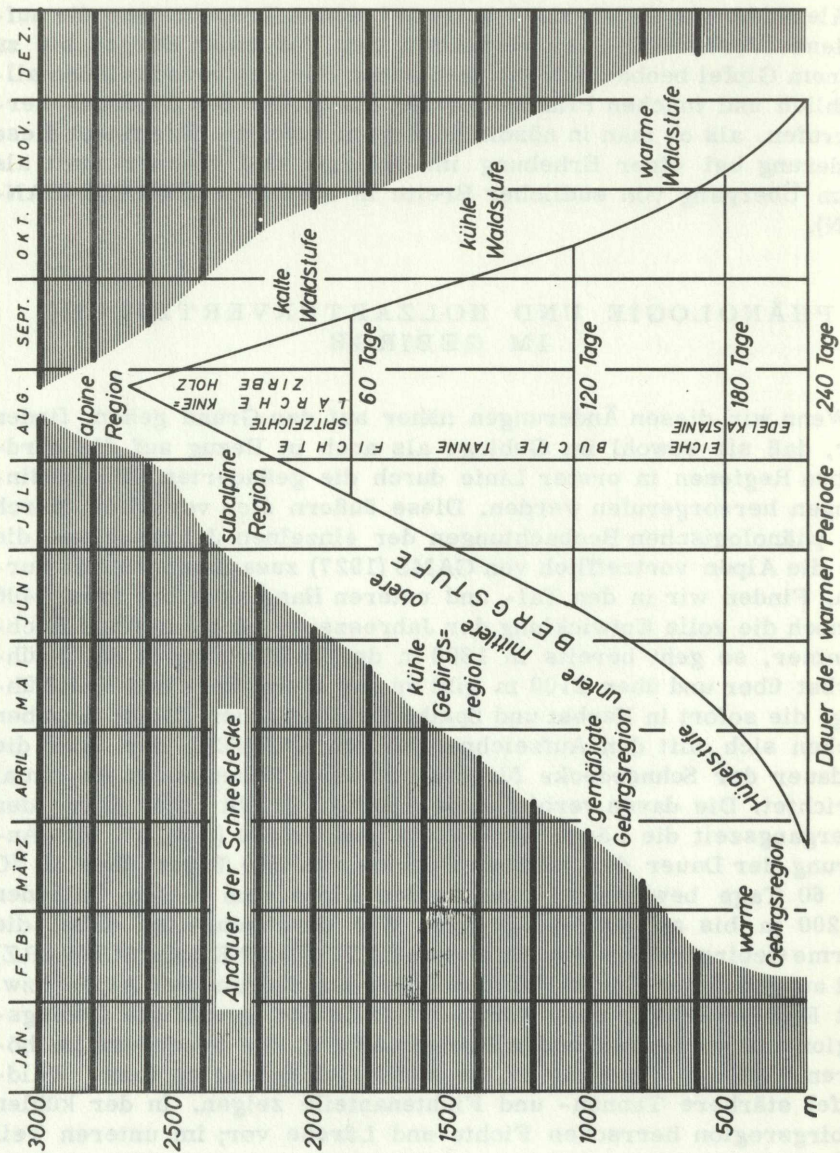 JAN. FEB. MÄRZ APRIL MAI JUNI JULI AUG. SEPT. OKT. NOV. DEZ.
3000
2500
2000
1500
1000
500
m
Andauer der Schneedecke
alpine
Region
subalpine
Region
kalte
Waldstufe
kühle
Gebirgs=
region
kühle
Waldstufe
gemäßigte
Gebirgsregion
warme
Waldstufe
warme
Gebirgsregion
obere
mittlere
untere
BERGSTUFE
Hügelstufe
KNIE=
HOLZ
ZIRBE
LÄRCHE
SPITZFICHTE
FICHTE
TANNE
BUCHE
EICHE
EDELKASTANIE
60 Tage
120 Tage
180 Tage
240 Tage
Dauer der warmen Periode